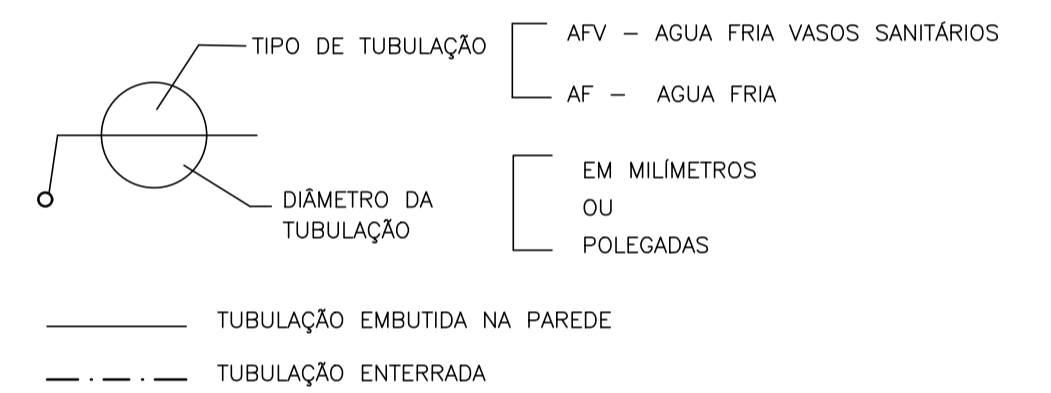 TIPO DE TUBULAÇÃO
AFV - AGUA FRIA VASOS SANITÁRIOS
AF - AGUA FRIA
DIÂMETRO DA
TUBULAÇÃO
EM MILÍMETROS
OU
POLEGADAS
TUBULAÇÃO EMBUTIDA NA PAREDE
TUBULAÇÃO ENTERRADA